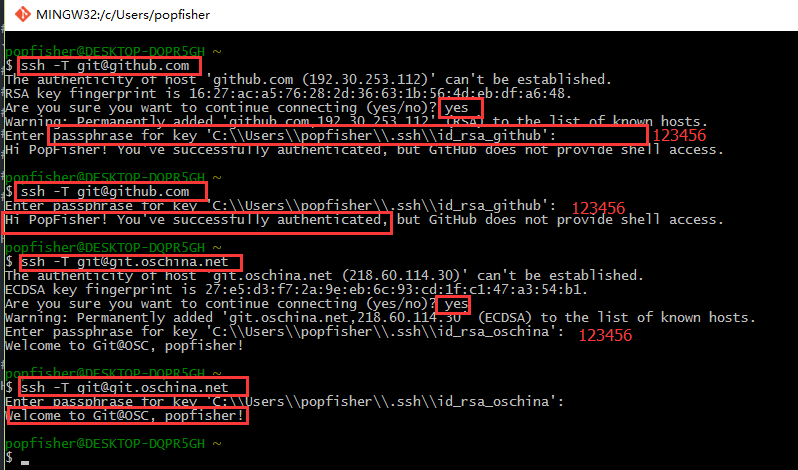 MINGW32:/c/Users/popfisher
popfisher@DESKTOP-DQPR5GH ~
$ ssh -T git@github.com
The authenticity of host 'github.com (192.30.253.112)' can't be established.
RSA key fingerprint is 16:27:ac:a5:76:28:2d:36:63:1b:56:4d:eb:df:a6:48.
Are you sure you want to continue connecting (yes/no)? yes
Warning: Permanently added 'github.com,192.30.253.112' (RSA) to the list of known hosts.
Enter passphrase for key 'C:\\Users\\popfisher\\.ssh\\id_rsa_github': 123456
Hi PopFisher! You've successfully authenticated, but GitHub does not provide shell access.
popfisher@DESKTOP-DQPR5GH ~
$ ssh -T git@github.com
Enter passphrase for key 'C:\\Users\\popfisher\\.ssh\\id_rsa_github': 123456
Hi PopFisher! You've successfully authenticated, but GitHub does not provide shell access.
popfisher@DESKTOP-DQPR5GH ~
$ ssh -T git@git.oschina.net
The authenticity of host 'git.oschina.net (218.60.114.30)' can't be established.
ECDSA key fingerprint is 27:e5:d3:f7:2a:9e:eb:6c:93:cd:1f:c1:47:a3:54:b1.
Are you sure you want to continue connecting (yes/no)? yes
Warning: Permanently added 'git.oschina.net,218.60.114.30' (ECDSA) to the list of known hosts.
Enter passphrase for key 'C:\\Users\\popfisher\\.ssh\\id_rsa_oschina': 123456
Welcome to Git@OSC, popfisher!
popfisher@DESKTOP-DQPR5GH ~
$ ssh -T git@git.oschina.net
Enter passphrase for key 'C:\\Users\\popfisher\\.ssh\\id_rsa_oschina':
Welcome to Git@OSC, popfisher!
popfisher@DESKTOP-DQPR5GH ~
$